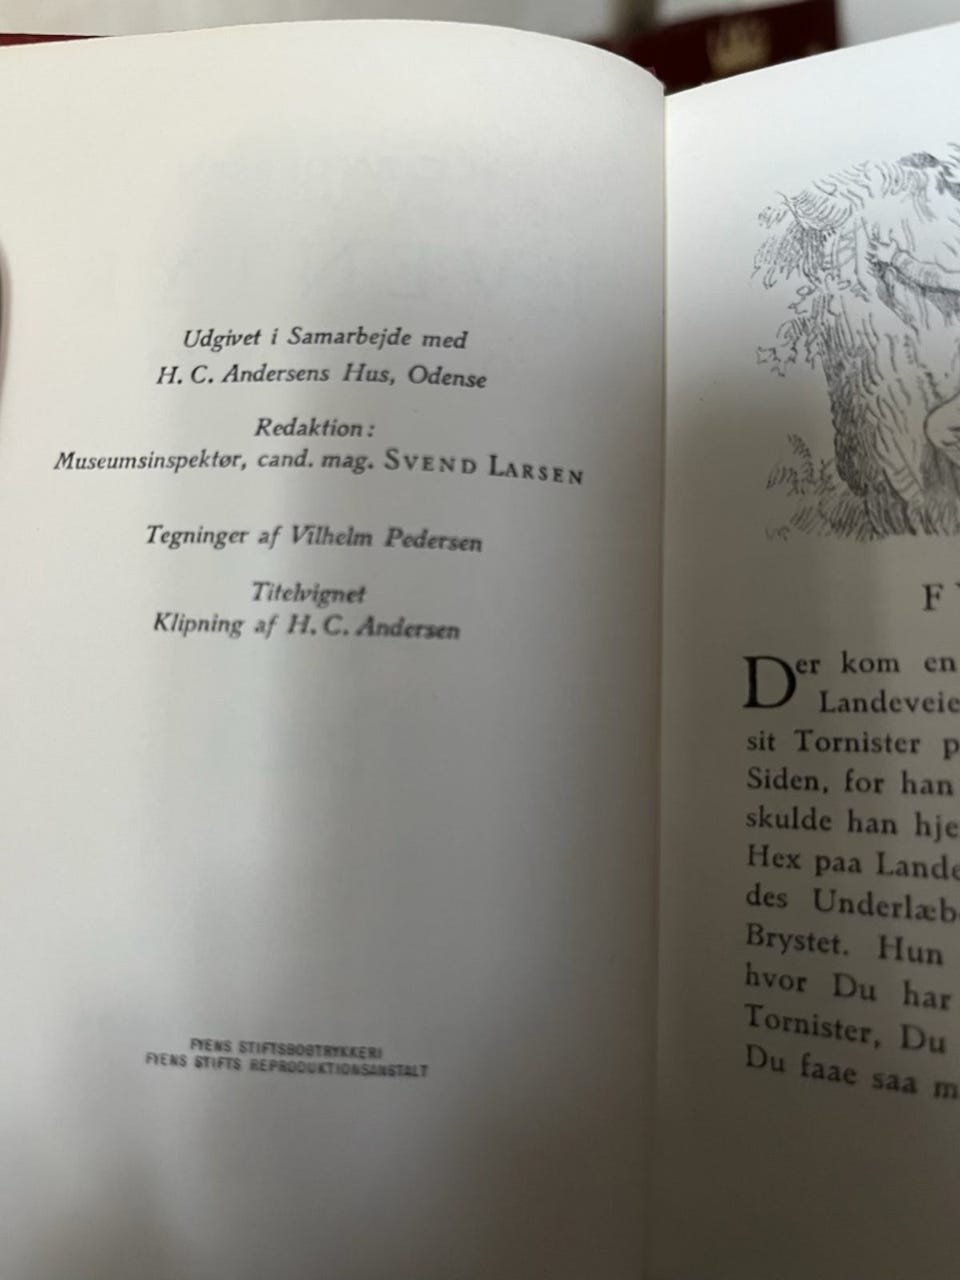 Udgivet i Samarbejde med
H. C. Andersens Hus, Odense
Redaktion:
Museumsinspektør, cand. mag. SVEND LARSEN
Tegninger af Vilhelm Pedersen
Titelvignet
Klipning af H. C. Andersen
FYENS STIFTSBOGTRYKKERI
FYENS STIFTS REPRODUKTIONSANSTALT
F
Der kom en
Landeveie
sit Tornister p
Siden, for han
skulde han hje
Hex paa Lande
des Underlæb
Brystet. Hun
hvor Du har
Tornister, Du
Du faae saa m